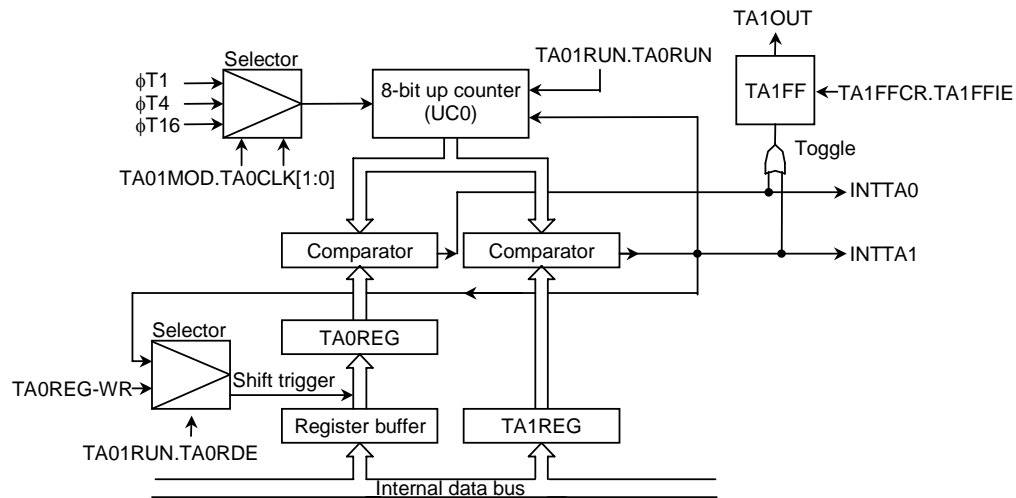 TA1OUT
Selector
TA01RUN.TA0RUN
ϕT1
ϕT4
ϕT16
8-bit up counter
(UC0)
TA1FF
TA1FFCR.TA1FFIE
Toggle
TA01MOD.TA0CLK[1:0]
INTTA0
Comparator
Comparator
INTTA1
Selector
TA0REG
TA0REG-WR
Shift trigger
Register buffer
TA1REG
TA01RUN.TA0RDE
Internal data bus